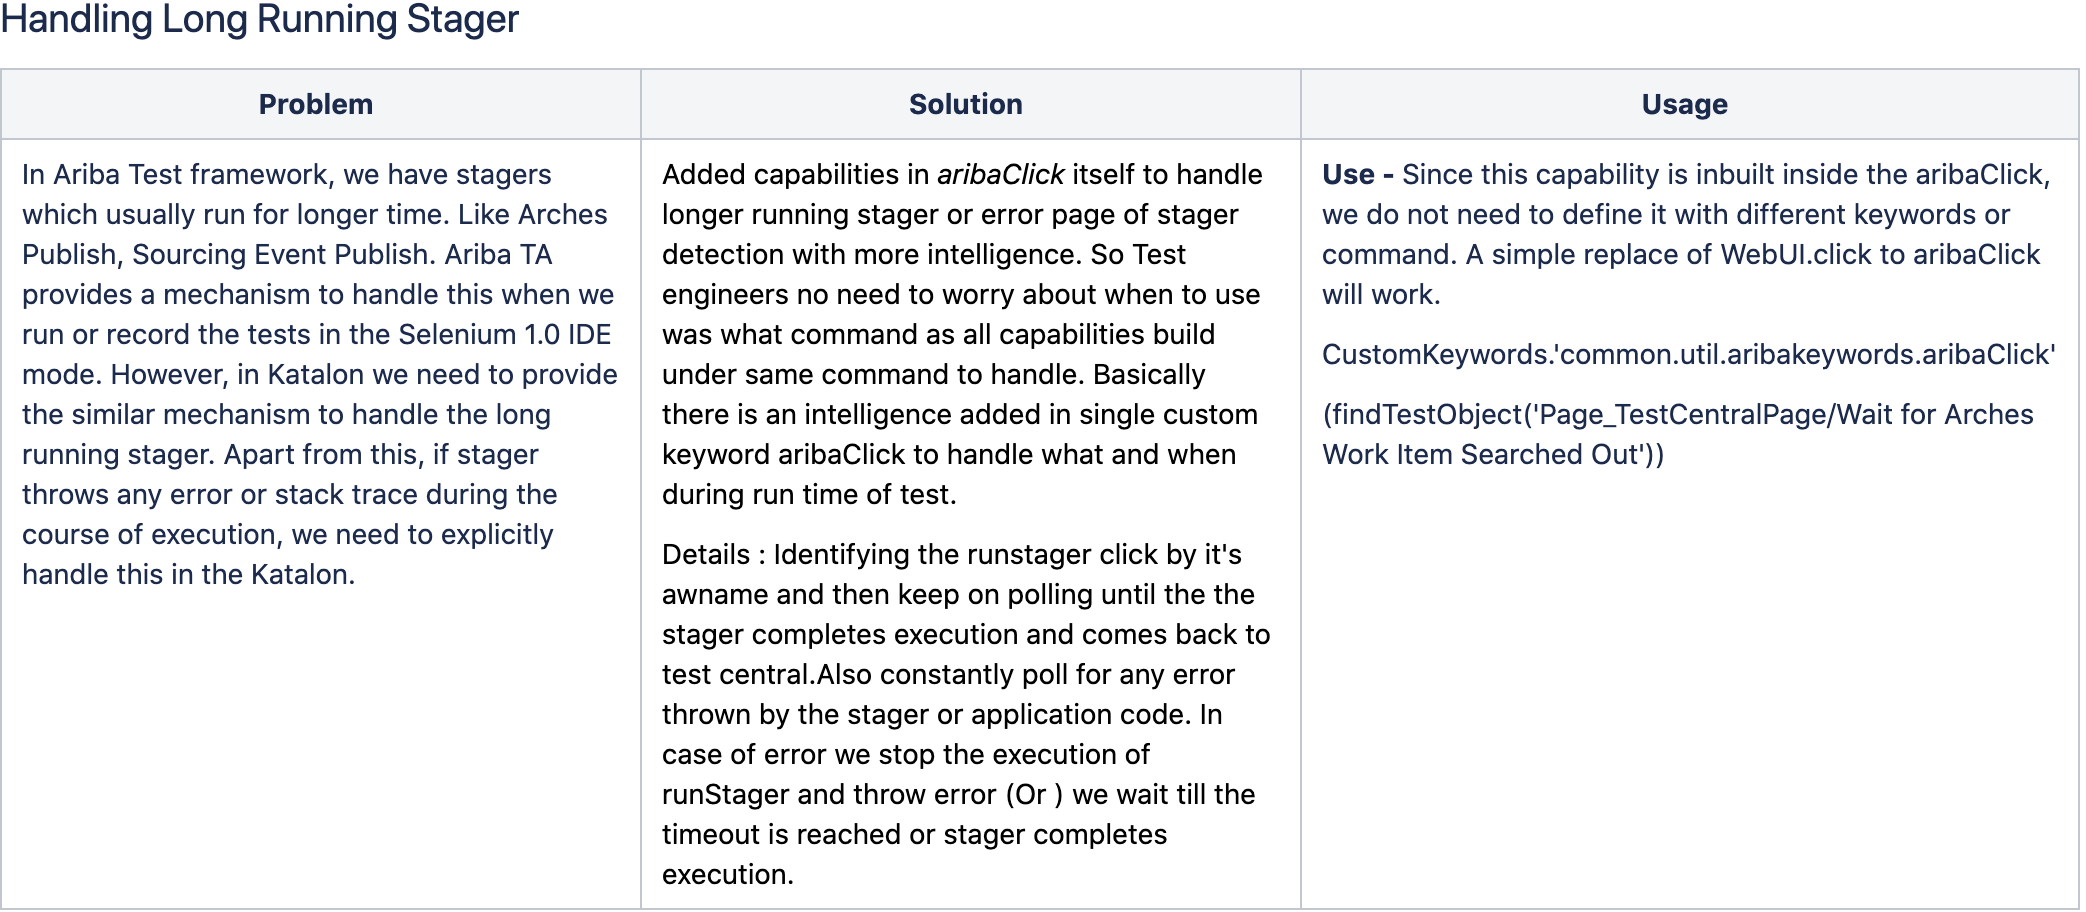 Handling Long Running Stager
Problem
Solution
Usage
In Ariba Test framework, we have stagers
which usually run for longer time. Like Arches
Publish, Sourcing Event Publish. Ariba TA
provides a mechanism to handle this when we
run or record the tests in the Selenium 1.0 IDE
mode. However, in Katalon we need to provide
the similar mechanism to handle the long
running stager. Apart from this, if stager
throws any error or stack trace during the
course of execution, we need to explicitly
handle this in the Katalon.
Added capabilities in aribaClick itself to handle
longer running stager or error page of stager
detection with more intelligence. So Test
engineers no need to worry about when to use
was what command as all capabilities build
under same command to handle. Basically
there is an intelligence added in single custom
keyword aribaClick to handle what and when
during run time of test.
Details : Identifying the runstager click by it's
awname and then keep on polling until the the
stager completes execution and comes back to
test central.Also constantly poll for any error
thrown by the stager or application code. In
case of error we stop the execution of
runStager and throw error (Or ) we wait till the
timeout is reached or stager completes
execution.
Use - Since this capability is inbuilt inside the aribaClick,
we do not need to define it with different keywords or
command. A simple replace of WebUI.click to aribaClick
will work.
CustomKeywords.'common.util.aribakeywords.aribaClick'
(findTestObject('Page_TestCentralPage/Wait for Arches
Work Item Searched Out'))